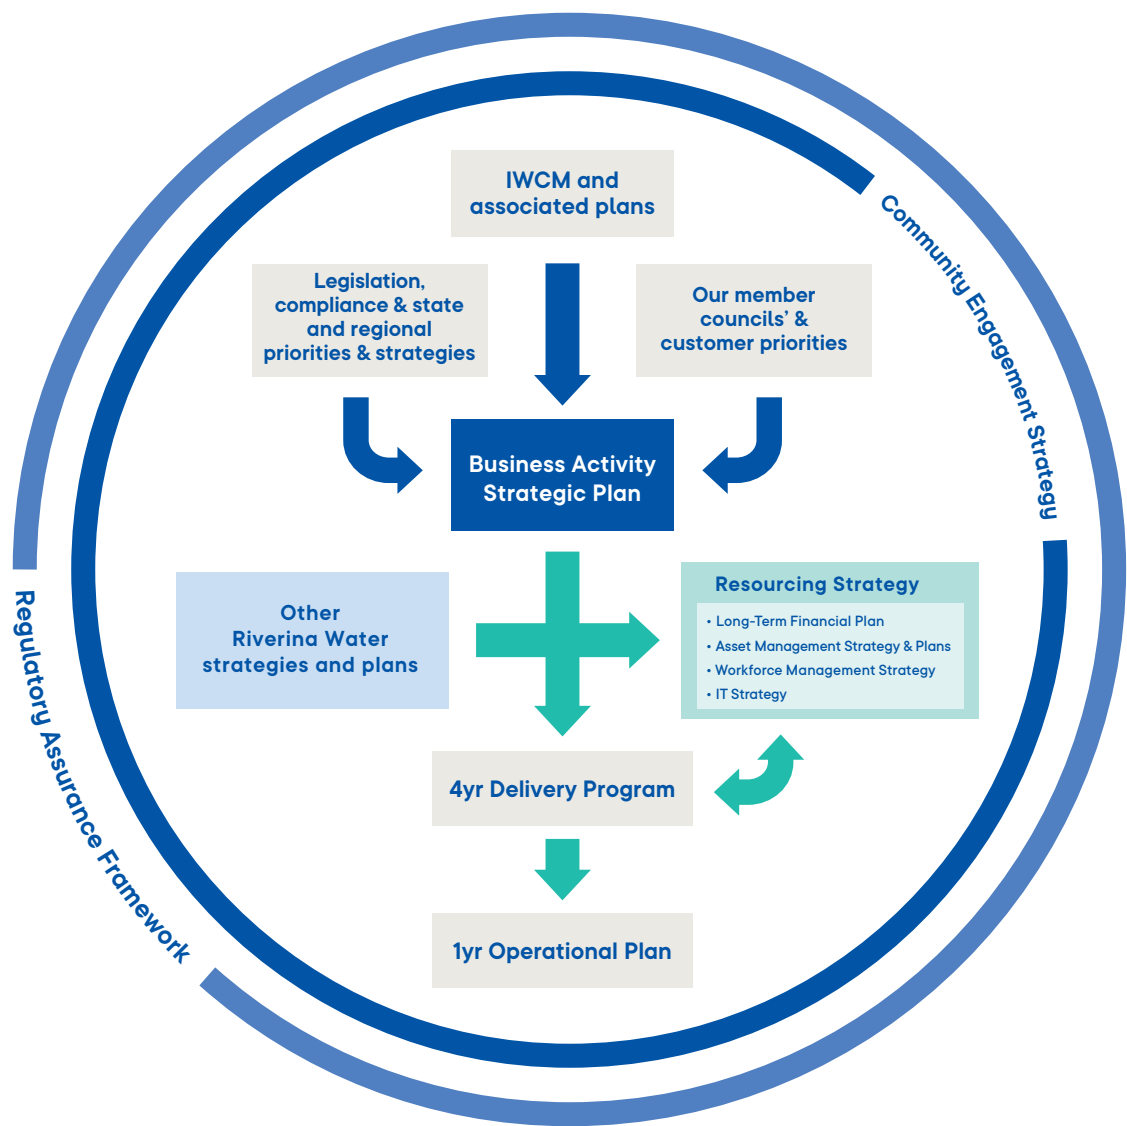 IWCM and
associated plans
Legislation,
compliance & state
and regional
priorities & strategies
Our member
councils’ &
customer priorities
Community Engagement Strategy
Business Activity
Strategic Plan
Other
Riverina Water
strategies and plans
Resourcing Strategy
• Long-Term Financial Plan
• Asset Management Strategy & Plans
• Workforce Management Strategy
• IT Strategy
Regulatory Assurance Framework
4yr Delivery Program
1yr Operational Plan